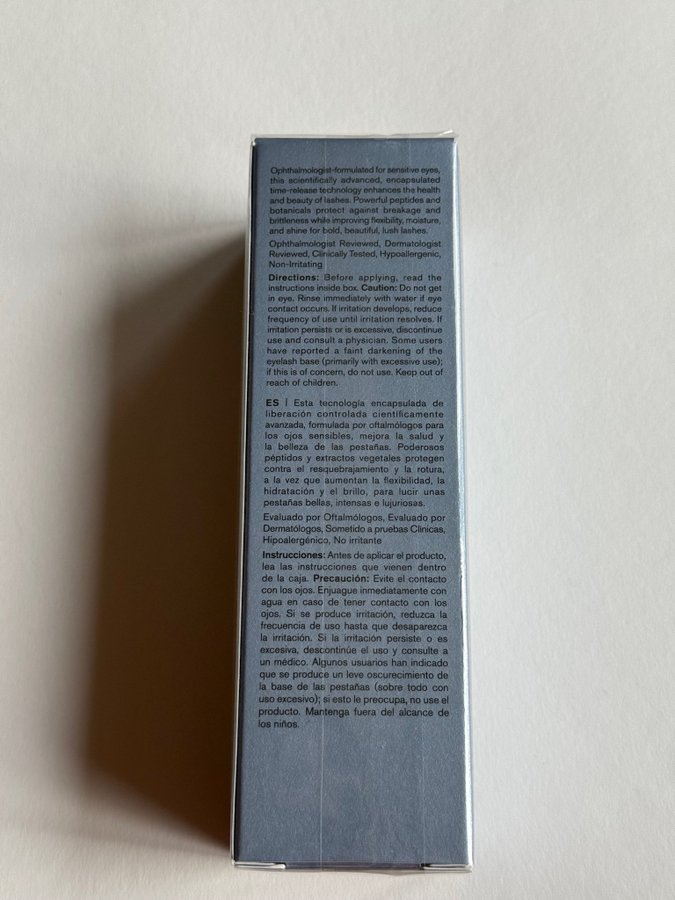 Ophthalmologist-formulated for sensitive eyes,
this scientifically advanced, encapsulated
time-release technology enhances the health
and beauty of lashes. Powerful peptides and
botanicals protect against breakage and
brittleness while improving flexibility, moisture,
and shine for bold, beautiful, lush lashes.
Ophthalmologist Reviewed, Dermatologist
Reviewed, Clinically Tested, Hypoallergenic,
Non-Irritating
Directions: Before applying, read the
instructions inside box. Caution: Do not get
in eye. Rinse immediately with water if eye
contact occurs. If irritation develops, reduce
frequency of use until irritation resolves. If
irritation persists or is excessive, discontinue
use and consult a physician. Some users
have reported a faint darkening of the
eyelash base (primarily with excessive use);
if this is of concern, do not use. Keep out of
reach of children.
ES | Esta tecnología encapsulada de
liberación controlada científicamente
avanzada, formulada por oftalmólogos para
los ojos sensibles, mejora la salud y
la belleza de las pestañas. Poderosos
péptidos y extractos vegetales protegen
contra el resquebrajamiento y la rotura,
a la vez que aumentan la flexibilidad, la
hidratación y el brillo, para lucir unas
pestañas bellas, intensas e lujuriosas.
Evaluado por Oftalmólogos, Evaluado por
Dermatólogos, Sometido a pruebas Clínicas,
Hipoalergénico, No irritante
Instrucciones: Antes de aplicar el producto,
lea las instrucciones que vienen dentro
de la caja. Precaución: Evite el contacto
con los ojos. Enjuague inmediatamente con
agua en caso de tener contacto con los
ojos. Si se produce irritación, reduzca la
frecuencia de uso hasta que desaparezca
la irritación. Si la irritación persiste o es
excesiva, descontinúe el uso y consulte a
un médico. Algunos usuarios han indicado
que se produce un leve oscurecimiento de
la base de las pestañas (sobre todo con
uso excesivo); si esto le preocupa, no use el
producto. Mantenga fuera del alcance de
los niños.